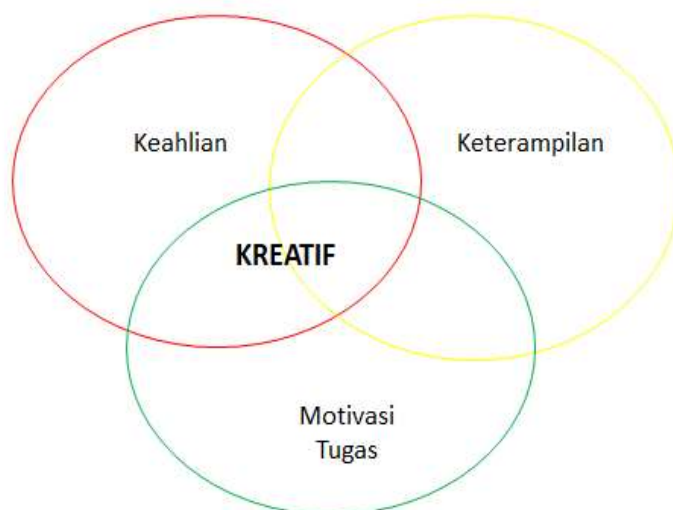 Keahlian
Keterampilan
KREATIF
Motivasi
Tugas